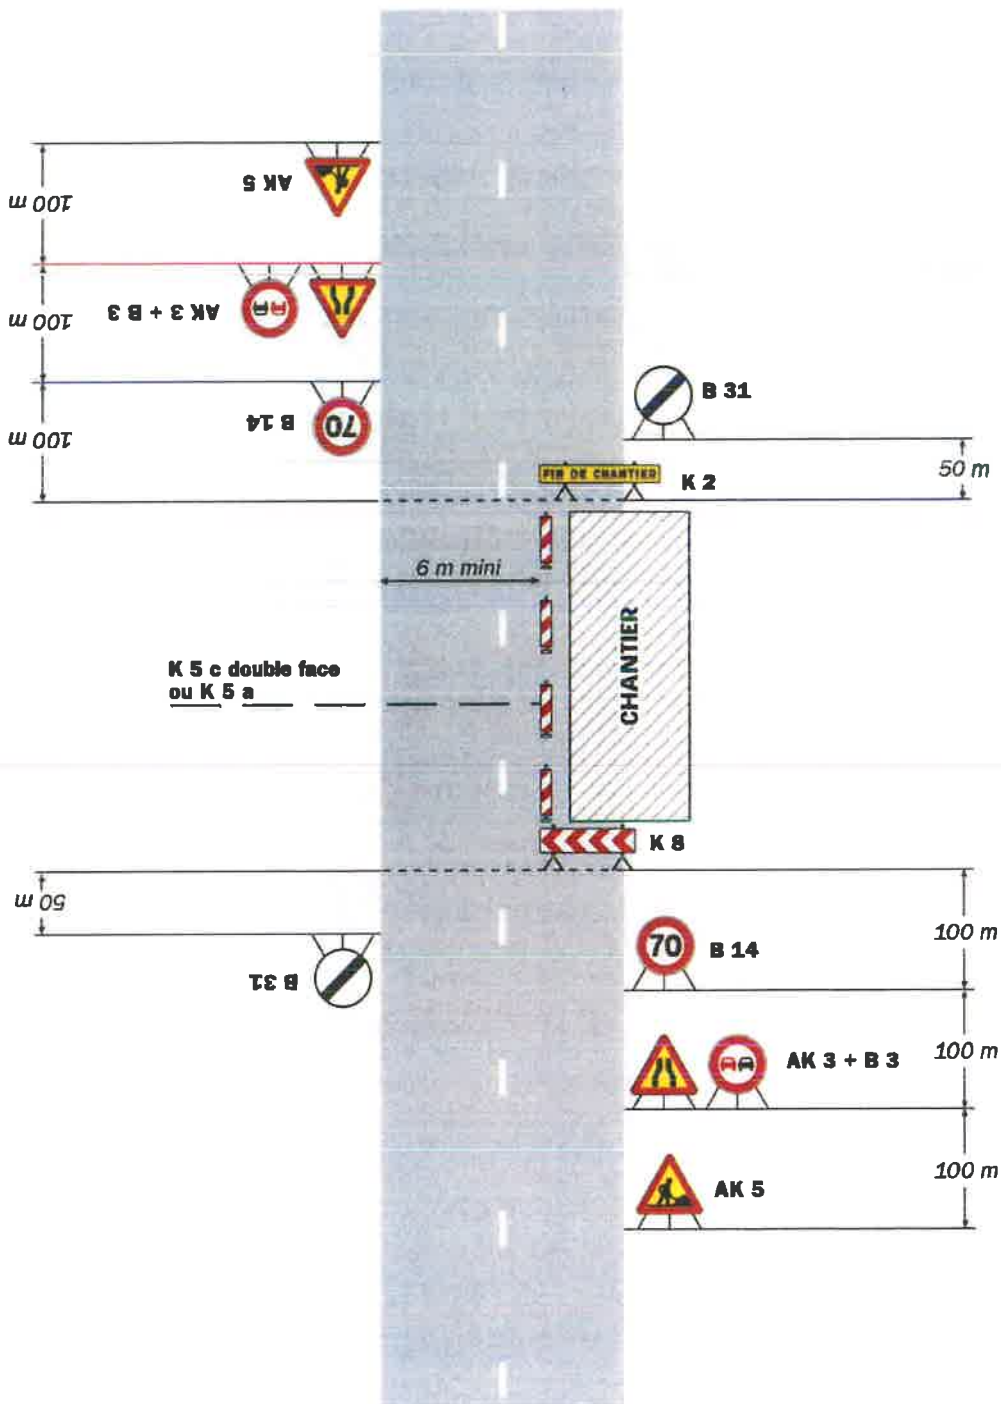 AK 5
100 m
AK 3 + B 3
100 m
70
B 14
100 m
B 31
50 m
FIN DE CHANTIER
K 2
6 m mini
CHANTIER
K 5 c double face
ou K 5 a
K 8
50 m
B 31
70
B 14
100 m
AK 3 + B 3
100 m
AK 5
100 m